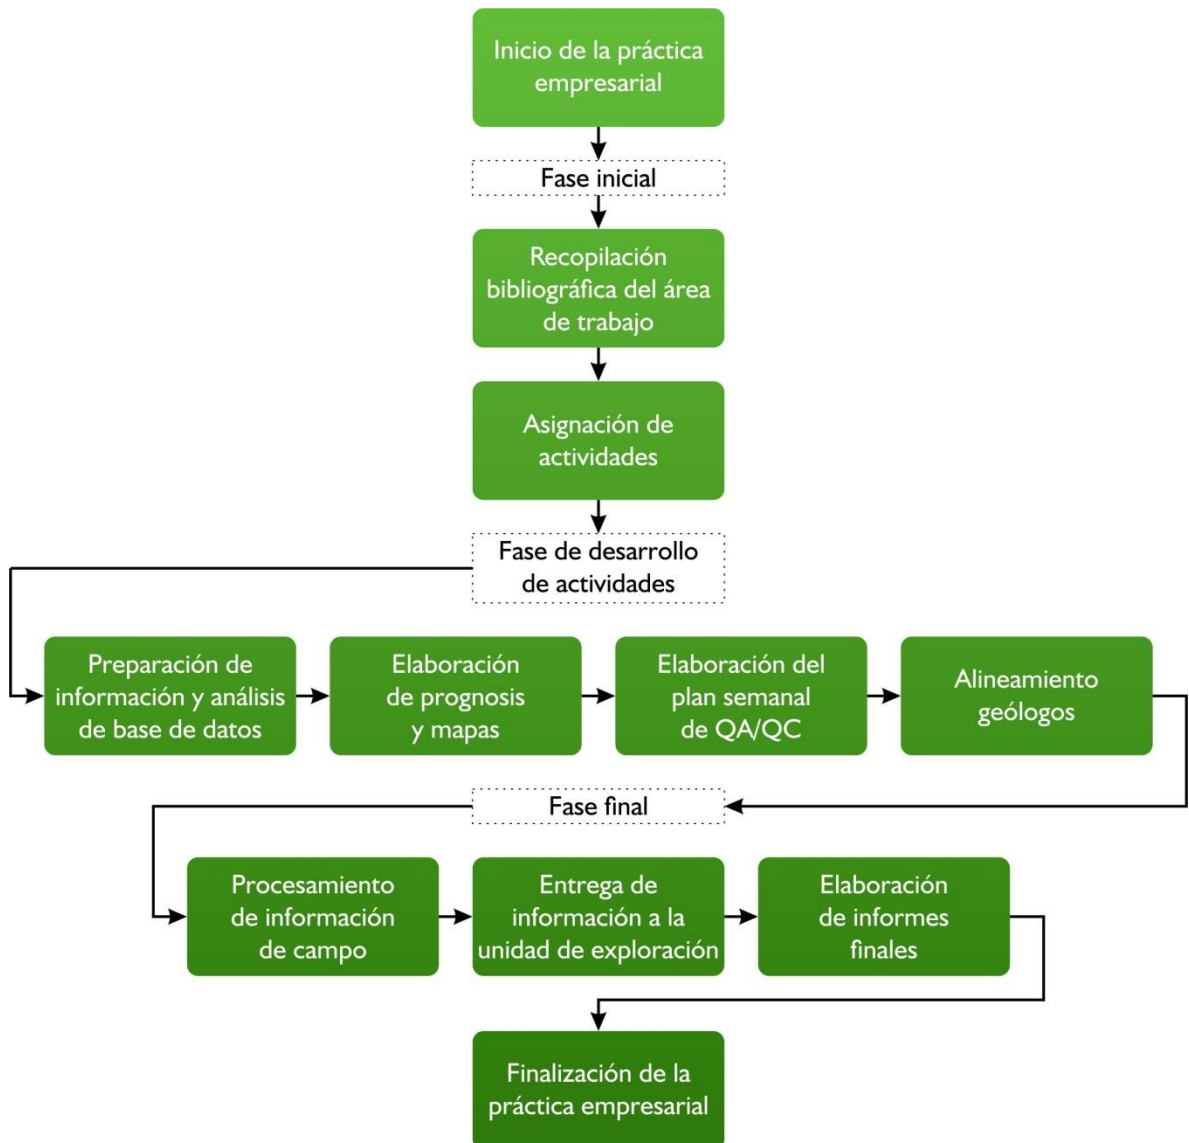 Inicio de la práctica
empresarial
Fase inicial
Recopilación
bibliográfica del área
de trabajo
Asignación de
actividades
Fase de desarrollo
de actividades
Preparación de
información y análisis
de base de datos
Elaboración
de prognosis
y mapas
Elaboración del
plan semanal
de QA/QC
Alineamiento
geólogos
Fase final
Procesamiento
de información
de campo
Entrega de
información a la
unidad de exploración
Elaboración
de informes
finales
Finalización de la
práctica empresarial